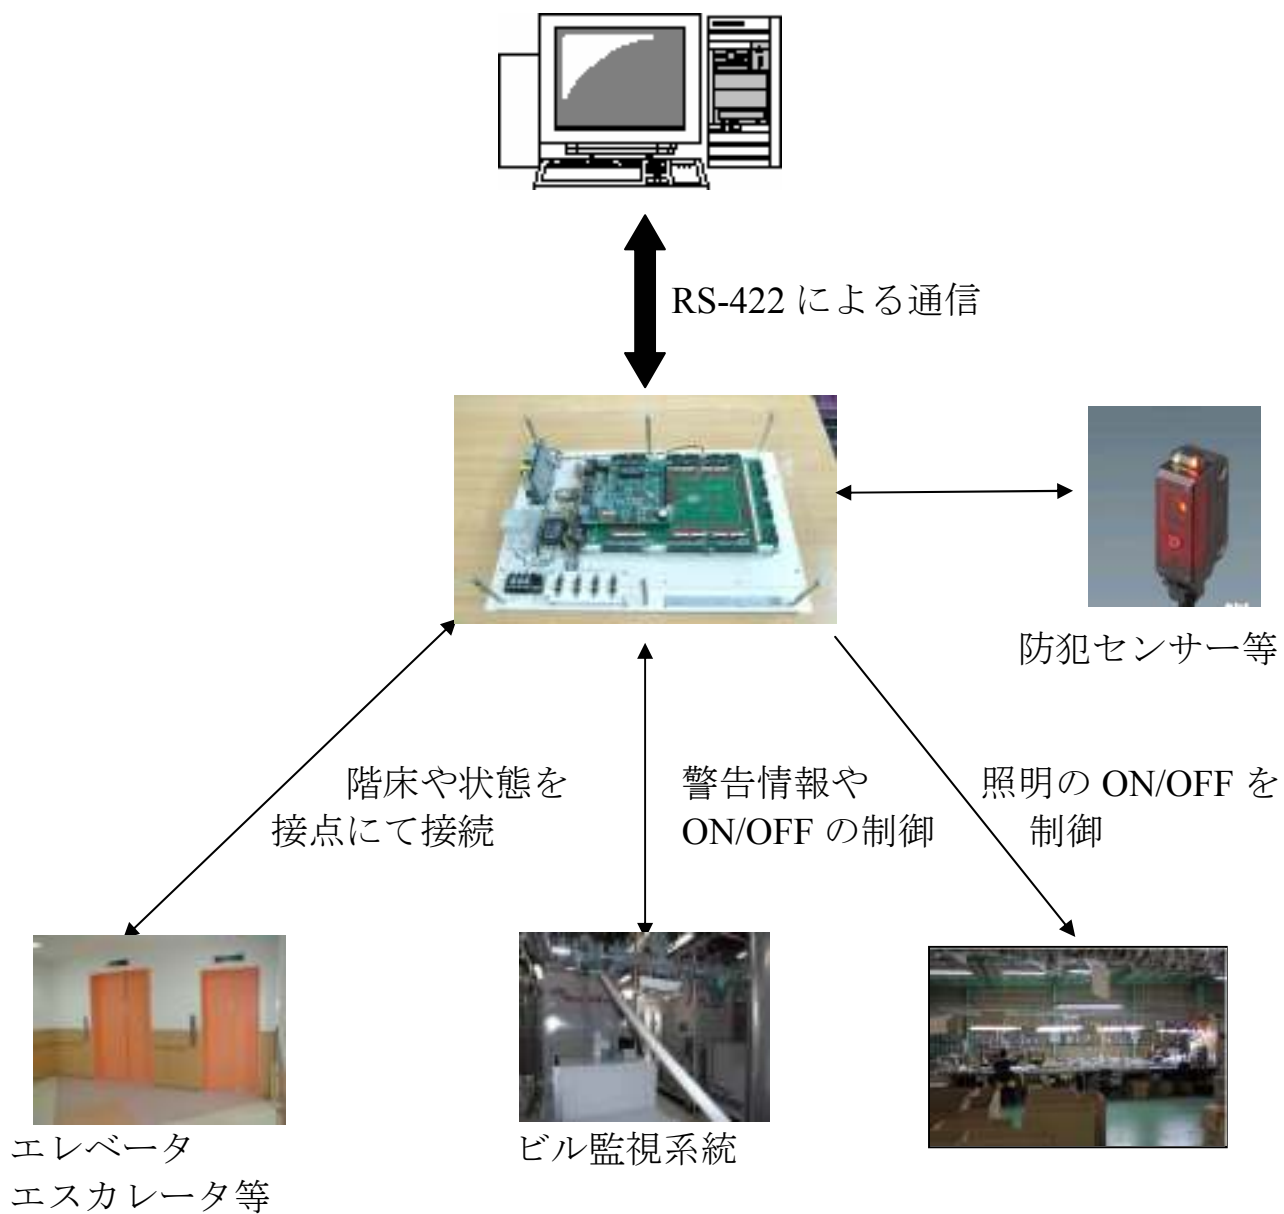 RS-422 による通信
防犯センサー等
階床や状態を
接点にて接続
警告情報や
ON/OFF の制御
照明の ON/OFF を
制御
エレベータ
エスカレータ等
ビル監視系統